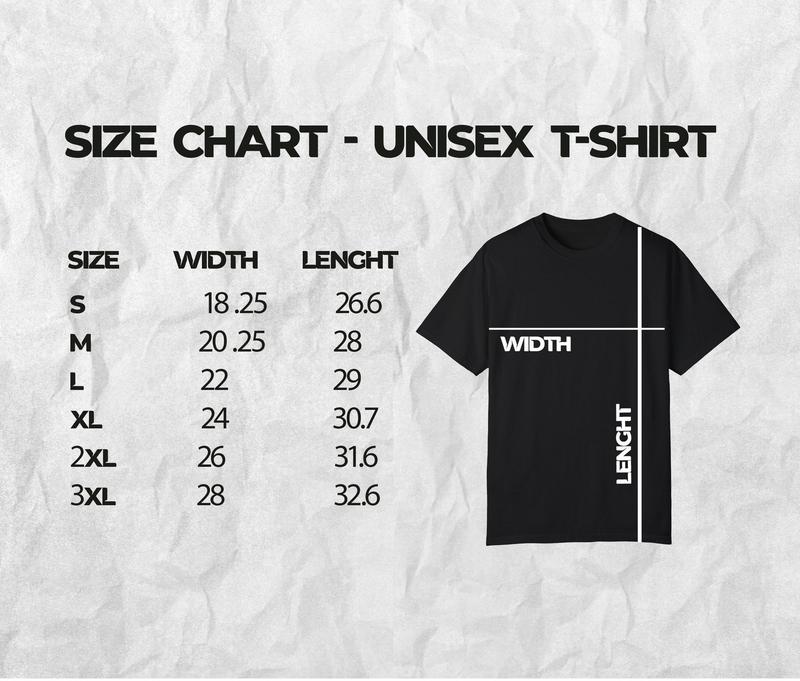 SIZE CHART - UNISEX T-SHIRT
SIZE WIDTH LENGHT
S 18.25 26.6
M 20.25 28
L 22 29
XL 24 30.7
2XL 26 31.6
3XL 28 32.6
WIDTH
LENGHT